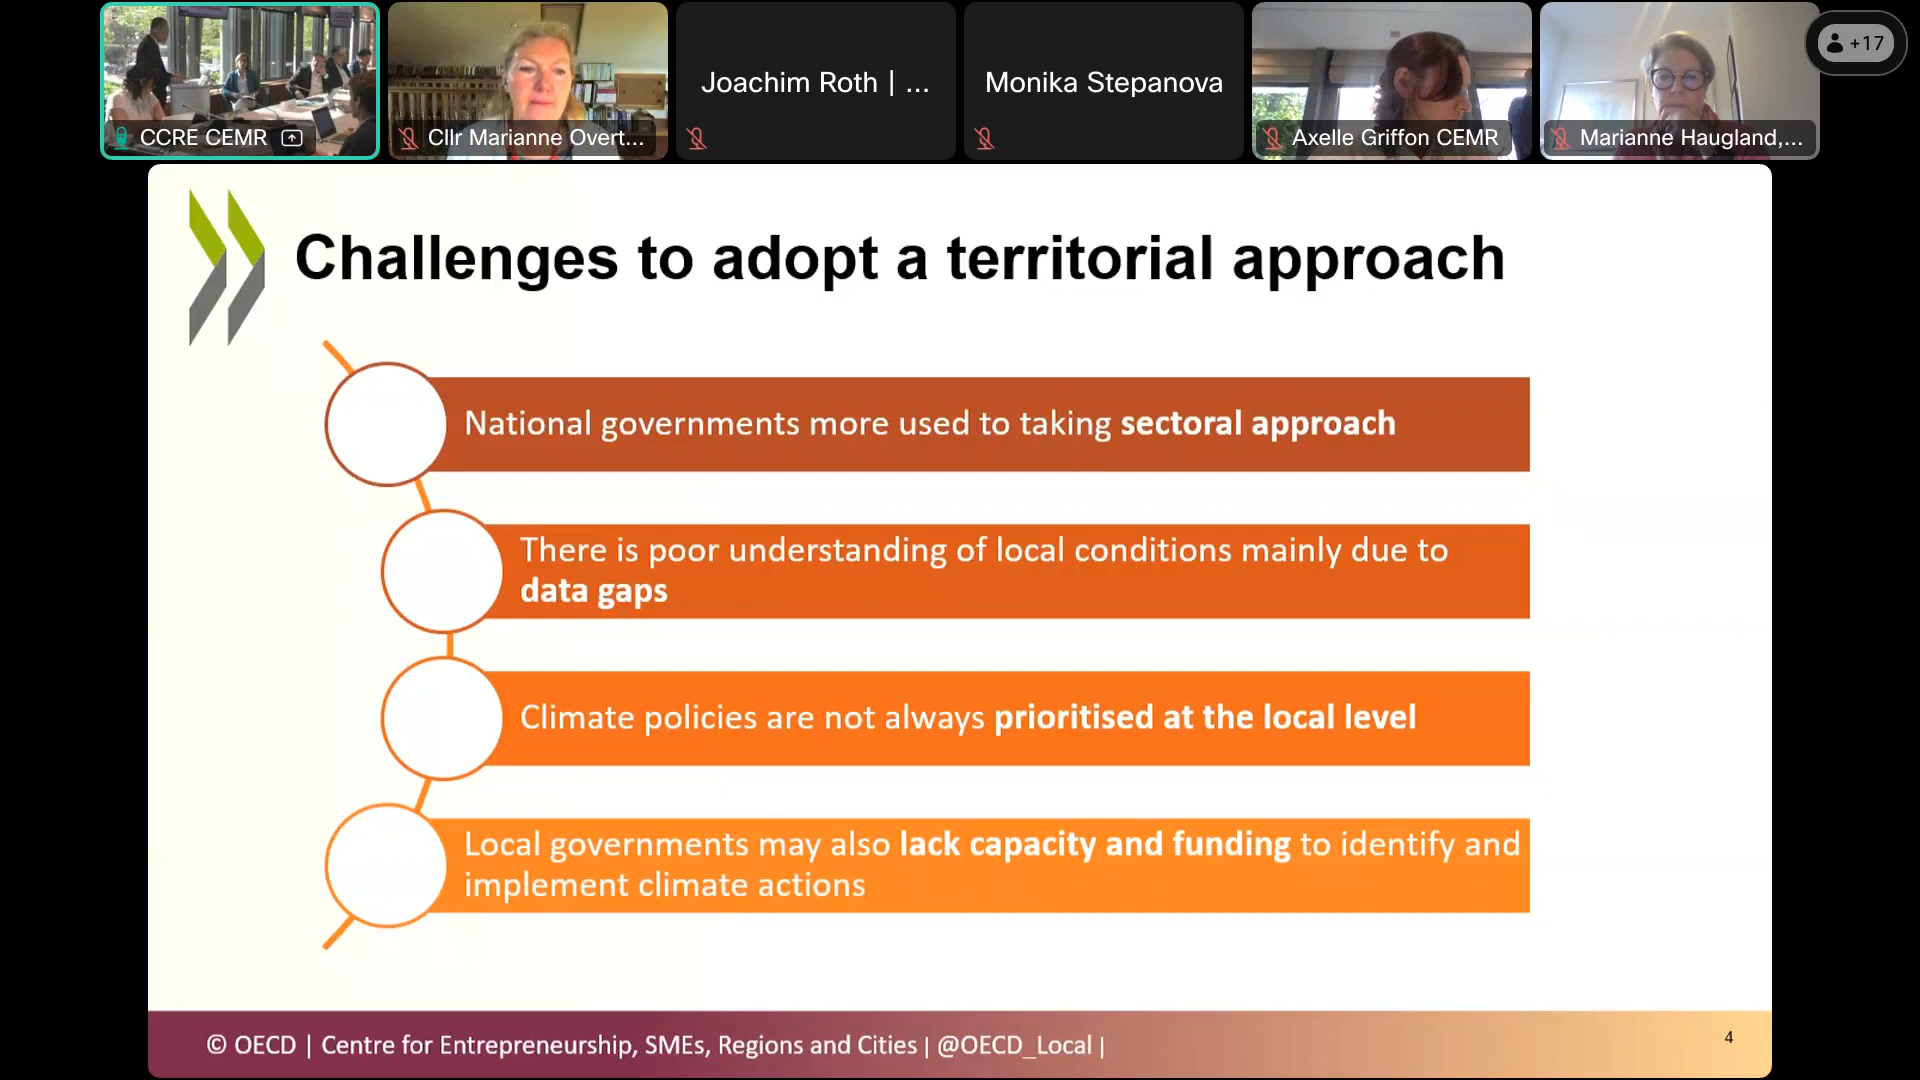 CCRE CEMR
Cllr Marianne Overt...
Joachim Roth | ...
Monika Stepanova
Axelle Griffon CEMR
Marianne Haugland,...
+17
Challenges to adopt a territorial approach
National governments more used to taking sectoral approach
There is poor understanding of local conditions mainly due to
data gaps
Climate policies are not always prioritised at the local level
Local governments may also lack capacity and funding to identify and
implement climate actions
© OECD | Centre for Entrepreneurship, SMEs, Regions and Cities | @OECD_Local |
4